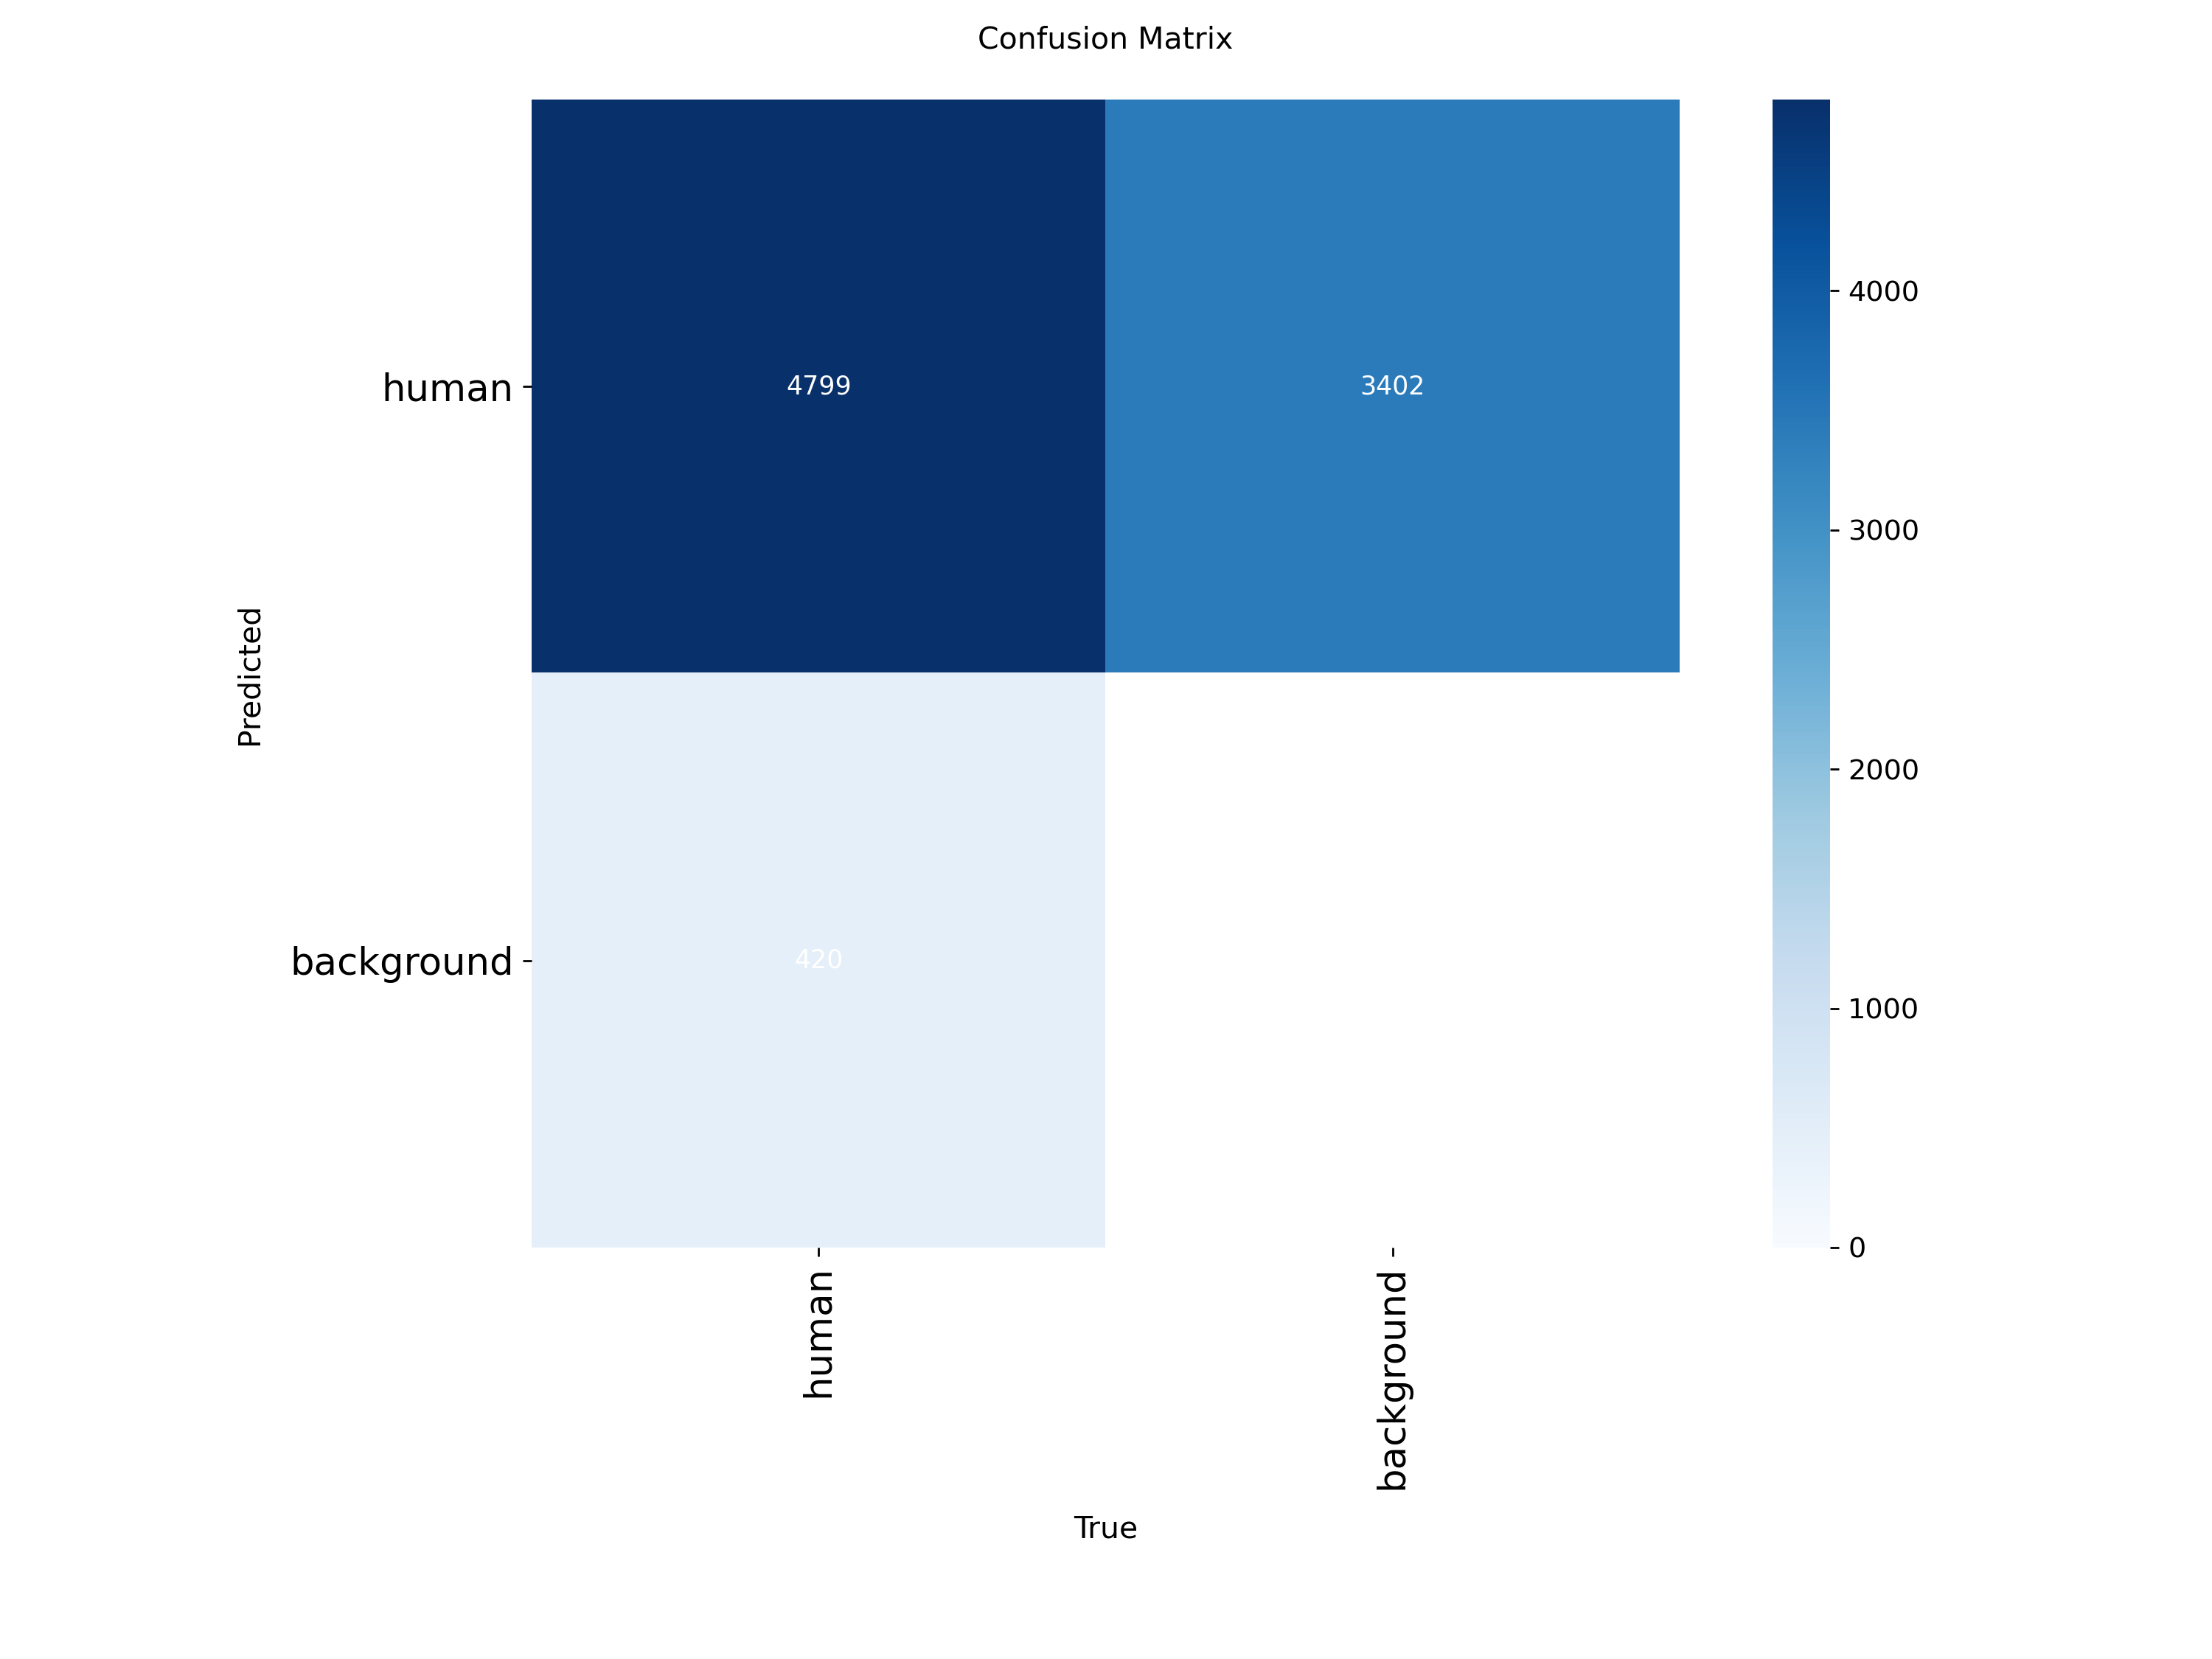 Confusion Matrix
human
4799
3402
4000
3000
Predicted
2000
background
420
1000
0
human
background
True